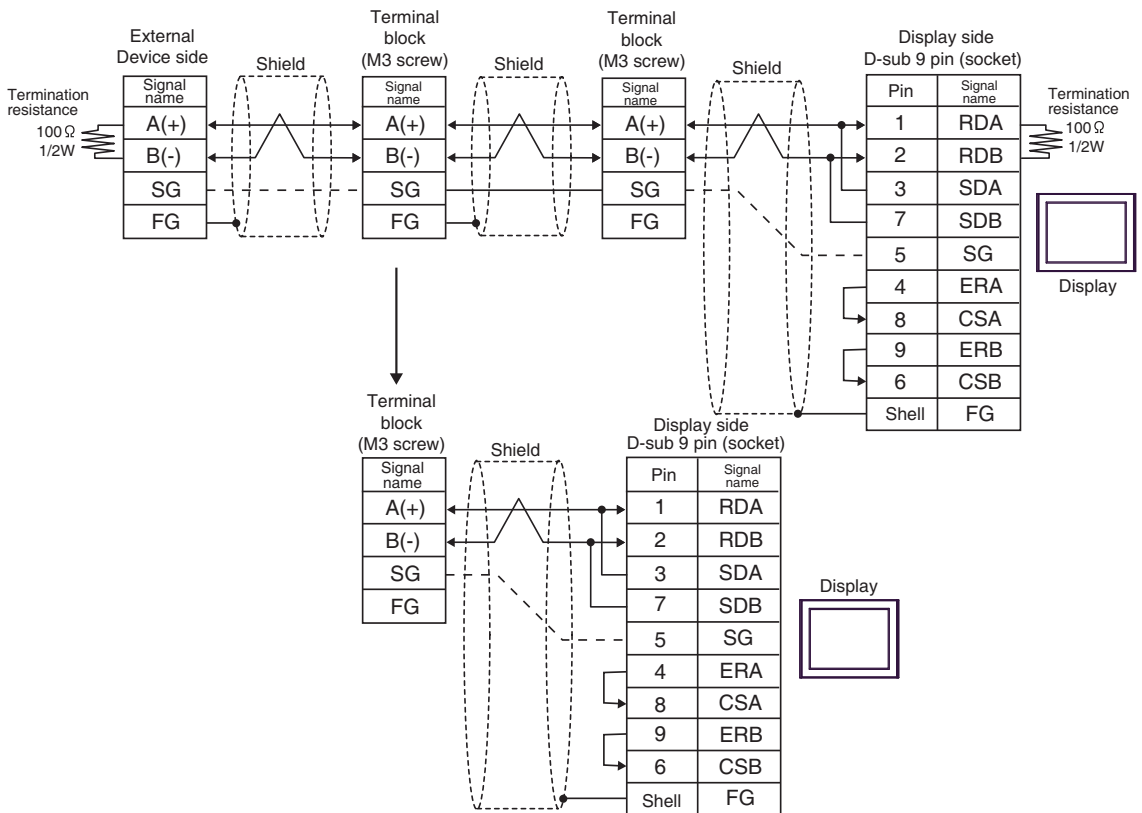 External
Device side
Shield
Terminal
block
(M3 screw)
Shield
Terminal
block
(M3 screw)
Shield
Display side
D-sub 9 pin (socket)
Termination
resistance
100 Ω
1/2W
Signal
name
A(+)
B(-)
SG
FG
Signal
name
A(+)
B(-)
SG
FG
Signal
name
A(+)
B(-)
SG
FG
Pin Signal
name
1 RDA
2 RDB
3 SDA
7 SDB
5 SG
4 ERA
8 CSA
9 ERB
6 CSB
Shell FG
Termination
resistance
100 Ω
1/2W
Display
Terminal
block
(M3 screw)
Shield
Display side
D-sub 9 pin (socket)
Signal
name
A(+)
B(-)
SG
FG
Pin Signal
name
1 RDA
2 RDB
3 SDA
7 SDB
5 SG
4 ERA
8 CSA
9 ERB
6 CSB
Shell FG
Display